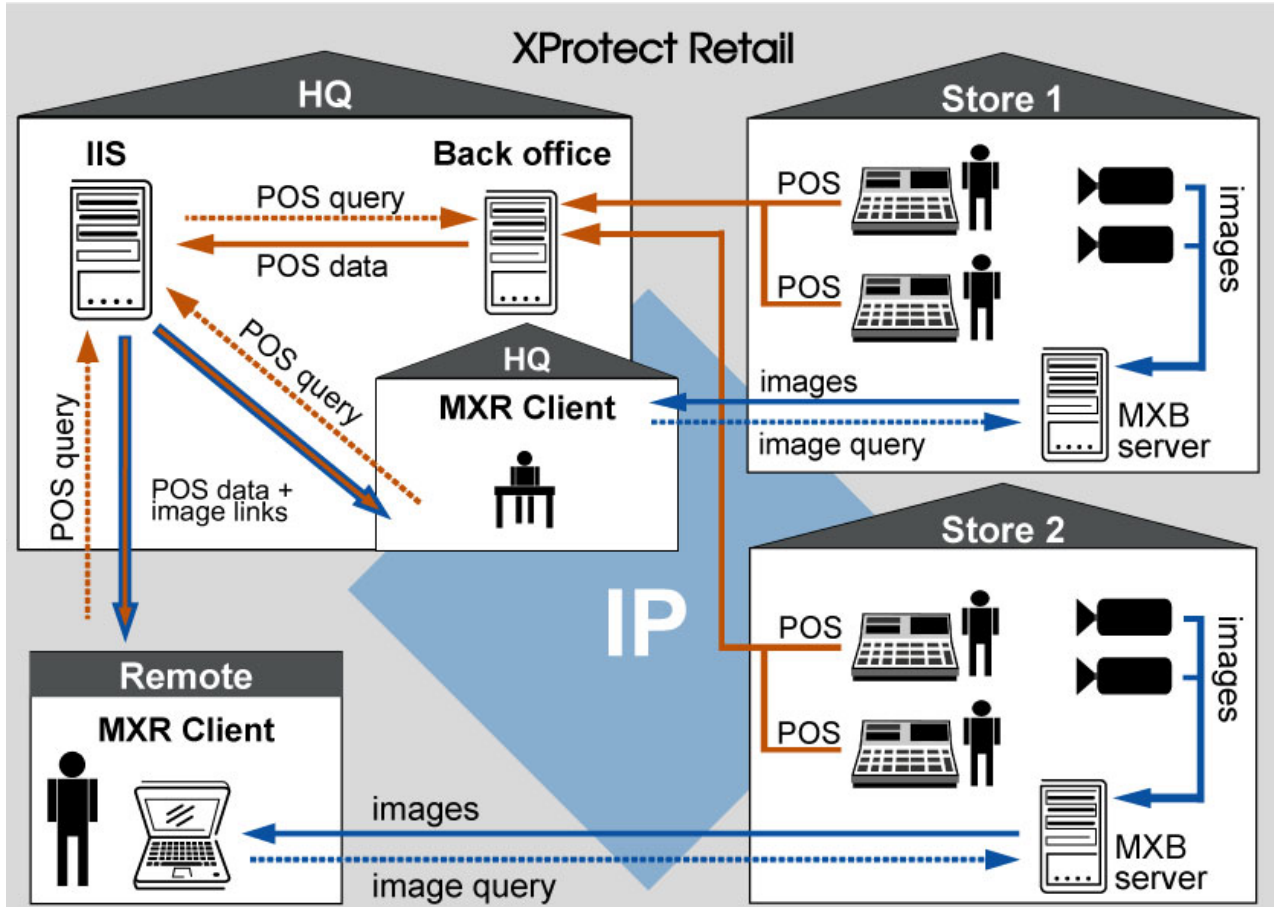 XProtect Retail
HQ
IIS
Back office
POS query
POS data
POS query
POS query
POS data +
image links
HQ
MXR Client
Store 1
POS
POS
images
MXB
server
images
image query
IP
Store 2
POS
POS
images
MXB
server
Remote
MXR Client
images
image query